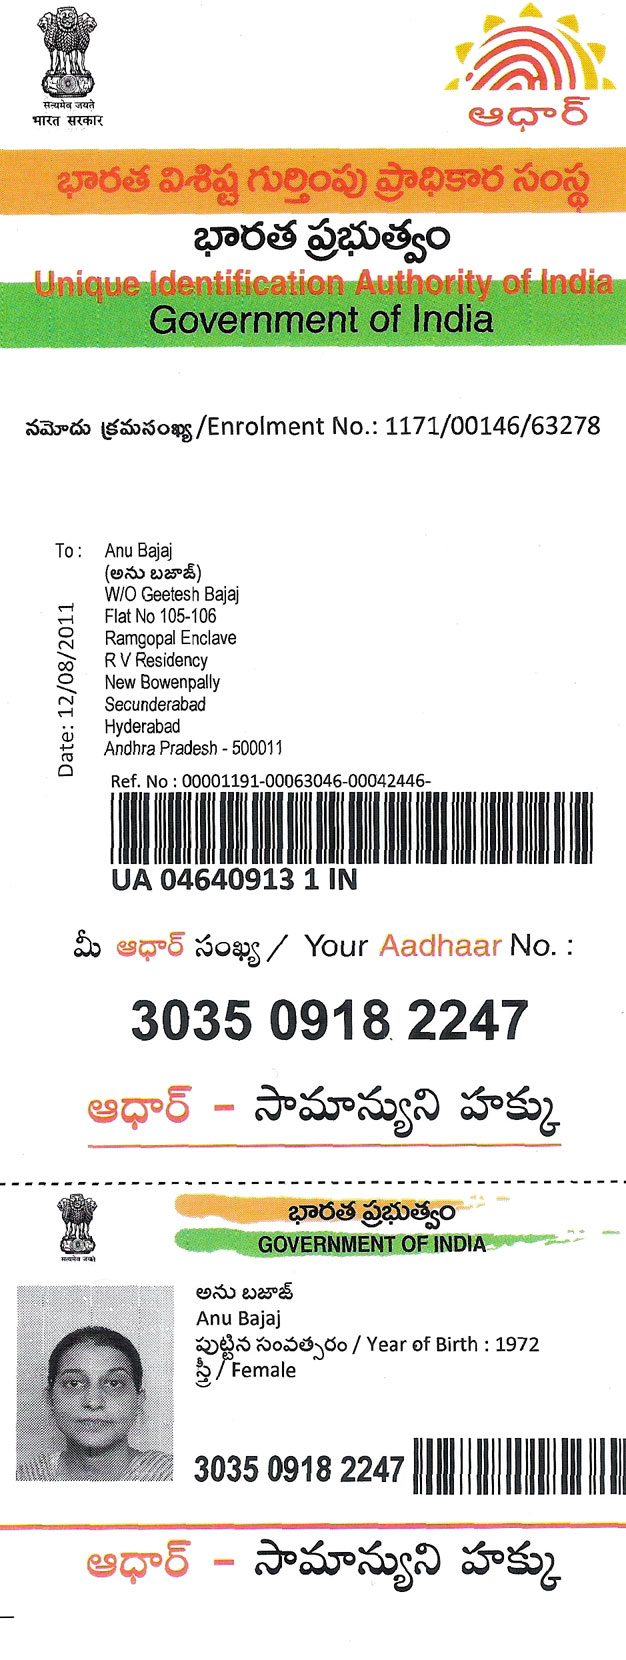 सत्यमेव जयते
भारत सरकार
ఆధార్
భారత విశిష్ట గుర్తింపు ప్రాధికార సంస్థ
భారత ప్రభుత్వం
Unique Identification Authority of India
Government of India
నమోదు క్రమసంఖ్య/Enrolment No.: 1171/00146/63278
To : Anu Bajaj
(అను బజాజ్)
W/O Geetesh Bajaj
Flat No 105-106
Ramgopal Enclave
R V Residency
New Bowenpally
Secunderabad
Hyderabad
Andhra Pradesh - 500011
Date: 12/08/2011
Ref. No : 00001191-00063046-00042446-
UA 04640913 1 IN
మీ ఆధార్ సంఖ్య / Your Aadhaar No. :
3035 0918 2247
ఆధార్ – సామాన్యుని హక్కు
सत्यमेव जयते
భారత ప్రభుత్వం
GOVERNMENT OF INDIA
అను బజాజ్
Anu Bajaj
పుట్టిన సంవత్సరం / Year of Birth : 1972
స్త్రీ / Female
3035 0918 2247
ఆధార్ – సామాన్యుని హక్కు